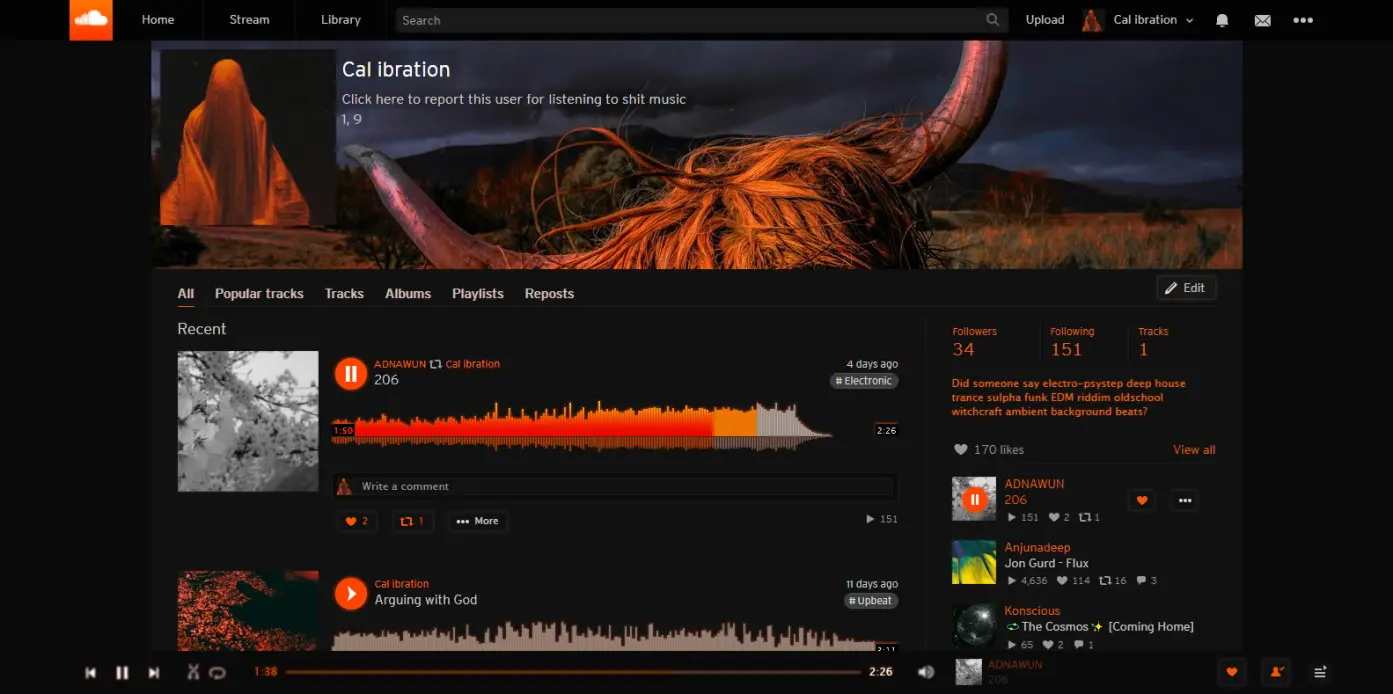 Home Stream Library Search Upload Cal ibration
Cal ibration
Click here to report this user for listening to shit music
1, 9
All Popular tracks Tracks Albums Playlists Reposts Edit
Recent
ADNAWUN Cal ibration 4 days ago
206 # Electronic
1:50 2:26
Write a comment
2 1 More 151
Cal ibration 11 days ago
Arguing with God # Upbeat
3:11
Followers Following Tracks
34 151 1
Did someone say electro-psystep deep house
trance sulpha funk EDM riddim oldschool
witchcraft ambient background beats?
170 likes View all
ADNAWUN
206
151 2 1
Anjunadeep
Jon Gurd - Flux
4,636 114 16 3
Konscious
The Cosmos ✨ [Coming Home]
65 2 1
1:38 2:26 ADNAWUN
206